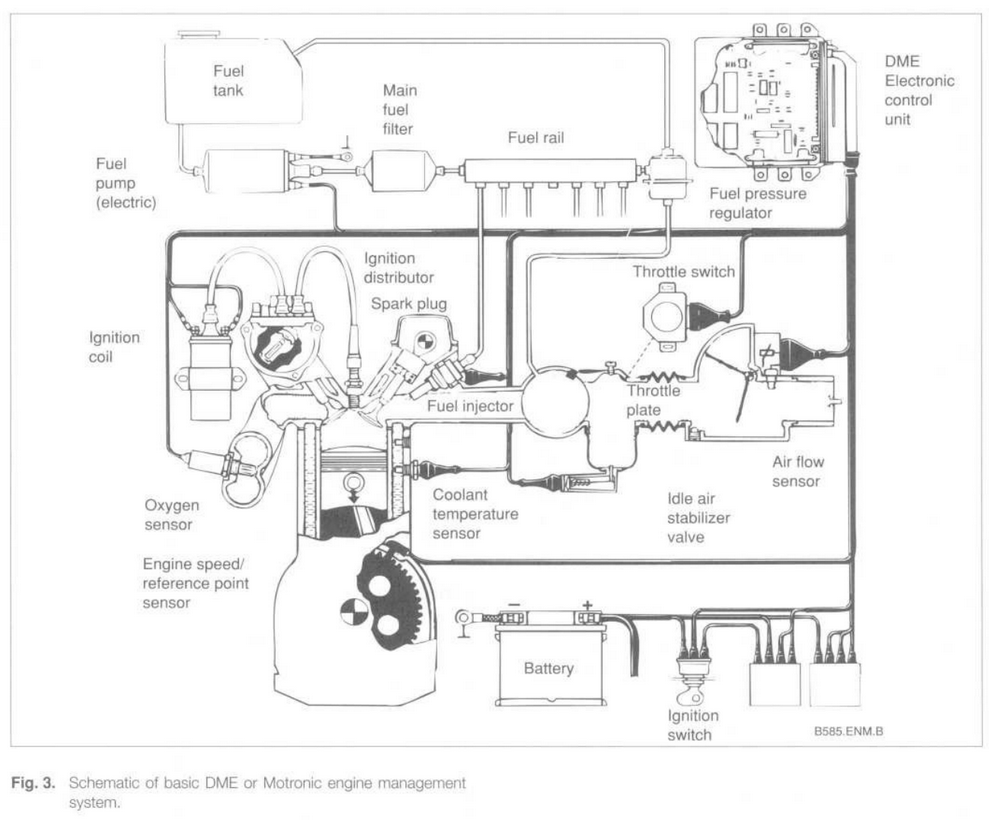 Fuel
tank
Main
fuel
filter
DME
Electronic
control
unit
Fuel rail
Fuel
pump
(electric)
Fuel pressure
regulator
Ignition
distributor
Throttle switch
Spark plug
Ignition
coil
Throttle
plate
Fuel injector
Air flow
sensor
Oxygen
sensor
Coolant
temperature
sensor
Idle air
stabilizer
valve
Engine speed/
reference point
sensor
− +
Battery
Ignition
switch
B585.ENM.B
Fig. 3. Schematic of basic DME or Motronic engine management
system.